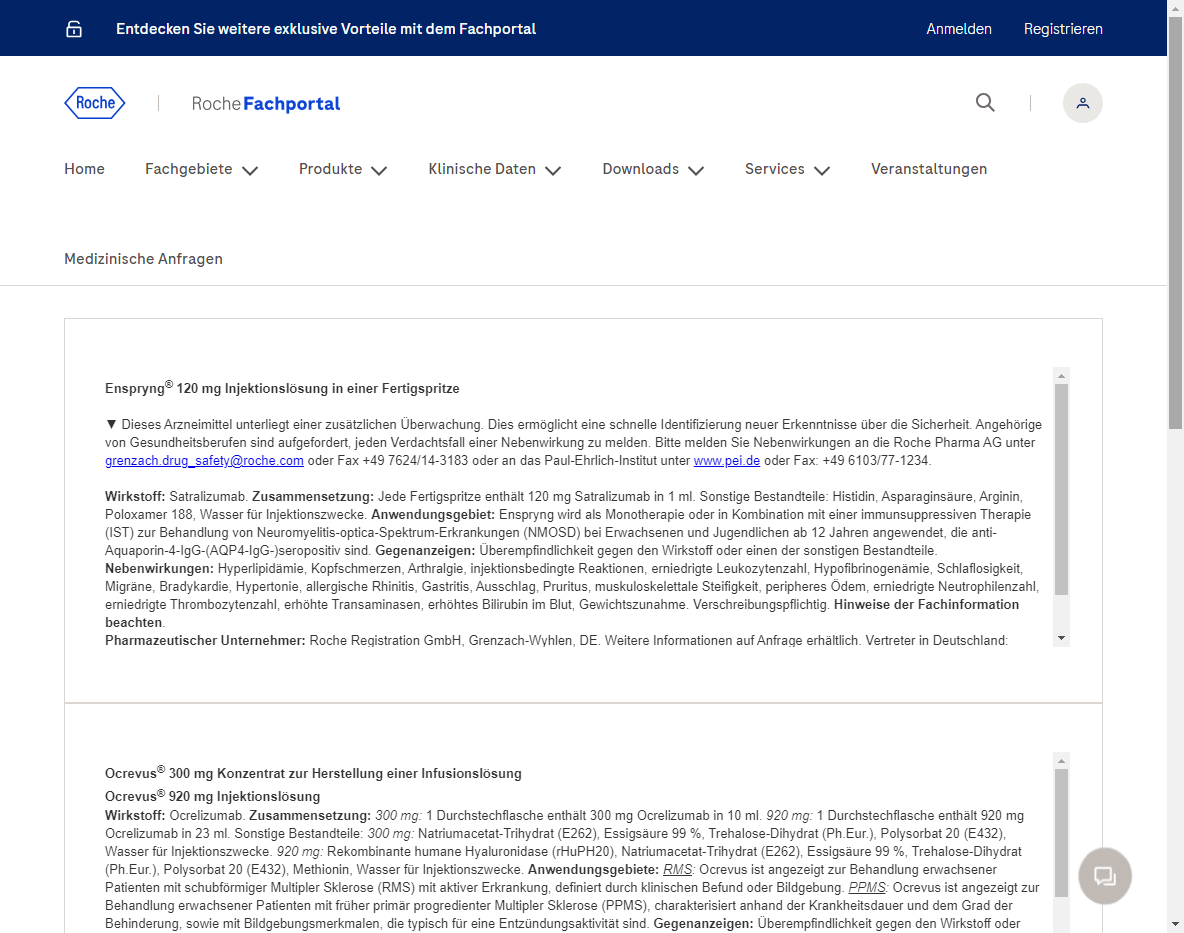 Entdecken Sie weitere exklusive Vorteile mit dem Fachportal
Anmelden
Registrieren
Roche
Roche Fachportal
Home
Fachgebiete
Produkte
Klinische Daten
Downloads
Services
Veranstaltungen
Medizinische Anfragen
Enspryng® 120 mg Injektionslösung in einer Fertigspritze
▼ Dieses Arzneimittel unterliegt einer zusätzlichen Überwachung. Dies ermöglicht eine schnelle Identifizierung neuer Erkenntnisse über die Sicherheit. Angehörige
von Gesundheitsberufen sind aufgefordert, jeden Verdachtsfall einer Nebenwirkung zu melden. Bitte melden Sie Nebenwirkungen an die Roche Pharma AG unter
grenzach.drug_safety@roche.com oder Fax +49 7624/14-3183 oder an das Paul-Ehrlich-Institut unter www.pei.de oder Fax: +49 6103/77-1234.
Wirkstoff: Satralizumab. Zusammensetzung: Jede Fertigspritze enthält 120 mg Satralizumab in 1 ml. Sonstige Bestandteile: Histidin, Asparaginsäure, Arginin,
Poloxamer 188, Wasser für Injektionszwecke. Anwendungsgebiet: Enspryng wird als Monotherapie oder in Kombination mit einer immunsuppressiven Therapie
(IST) zur Behandlung von Neuromyelitis-optica-Spektrum-Erkrankungen (NMOSD) bei Erwachsenen und Jugendlichen ab 12 Jahren angewendet, die anti-
Aquaporin-4-IgG-(AQP4-IgG-)seropositiv sind. Gegenanzeigen: Überempfindlichkeit gegen den Wirkstoff oder einen der sonstigen Bestandteile.
Nebenwirkungen: Hyperlipidämie, Kopfschmerzen, Arthralgie, injektionsbedingte Reaktionen, erniedrigte Leukozytenzahl, Hypofibrinogenämie, Schlaflosigkeit,
Migräne, Bradykardie, Hypertonie, allergische Rhinitis, Gastritis, Ausschlag, Pruritus, muskuloskelettale Steifigkeit, peripheres Ödem, erniedrigte Neutrophilenzahl,
erniedrigte Thrombozytenzahl, erhöhte Transaminasen, erhöhtes Bilirubin im Blut, Gewichtszunahme. Verschreibungspflichtig. Hinweise der Fachinformation
beachten.
Pharmazeutischer Unternehmer: Roche Registration GmbH, Grenzach-Wyhlen, DE. Weitere Informationen auf Anfrage erhältlich. Vertreter in Deutschland:
Ocrevus® 300 mg Konzentrat zur Herstellung einer Infusionslösung
Ocrevus® 920 mg Injektionslösung
Wirkstoff: Ocrelizumab. Zusammensetzung: 300 mg: 1 Durchstechflasche enthält 300 mg Ocrelizumab in 10 ml. 920 mg: 1 Durchstechflasche enthält 920 mg
Ocrelizumab in 23 ml. Sonstige Bestandteile: 300 mg: Natriumacetat-Trihydrat (E262), Essigsäure 99 %, Trehalose-Dihydrat (Ph.Eur.), Polysorbat 20 (E432),
Wasser für Injektionszwecke. 920 mg: Rekombinante humane Hyaluronidase (rHuPH20), Natriumacetat-Trihydrat (E262), Essigsäure 99 %, Trehalose-Dihydrat
(Ph.Eur.), Polysorbat 20 (E432), Methionin, Wasser für Injektionszwecke. Anwendungsgebiete: RMS: Ocrevus ist angezeigt zur Behandlung erwachsener
Patienten mit schubförmiger Multipler Sklerose (RMS) mit aktiver Erkrankung, definiert durch klinischen Befund oder Bildgebung. PPMS: Ocrevus ist angezeigt zur
Behandlung erwachsener Patienten mit früher primär progredienter Multipler Sklerose (PPMS), charakterisiert anhand der Krankheitsdauer und dem Grad der
Behinderung, sowie mit Bildgebungsmerkmalen, die typisch für eine Entzündungsaktivität sind. Gegenanzeigen: Überempfindlichkeit gegen den Wirkstoff oder